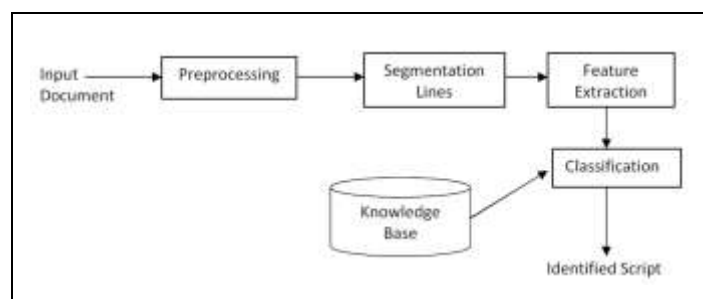 Input
Document
Preprocessing
Segmentation
Lines
Feature
Extraction
Classification
Knowledge
Base
Identified Script